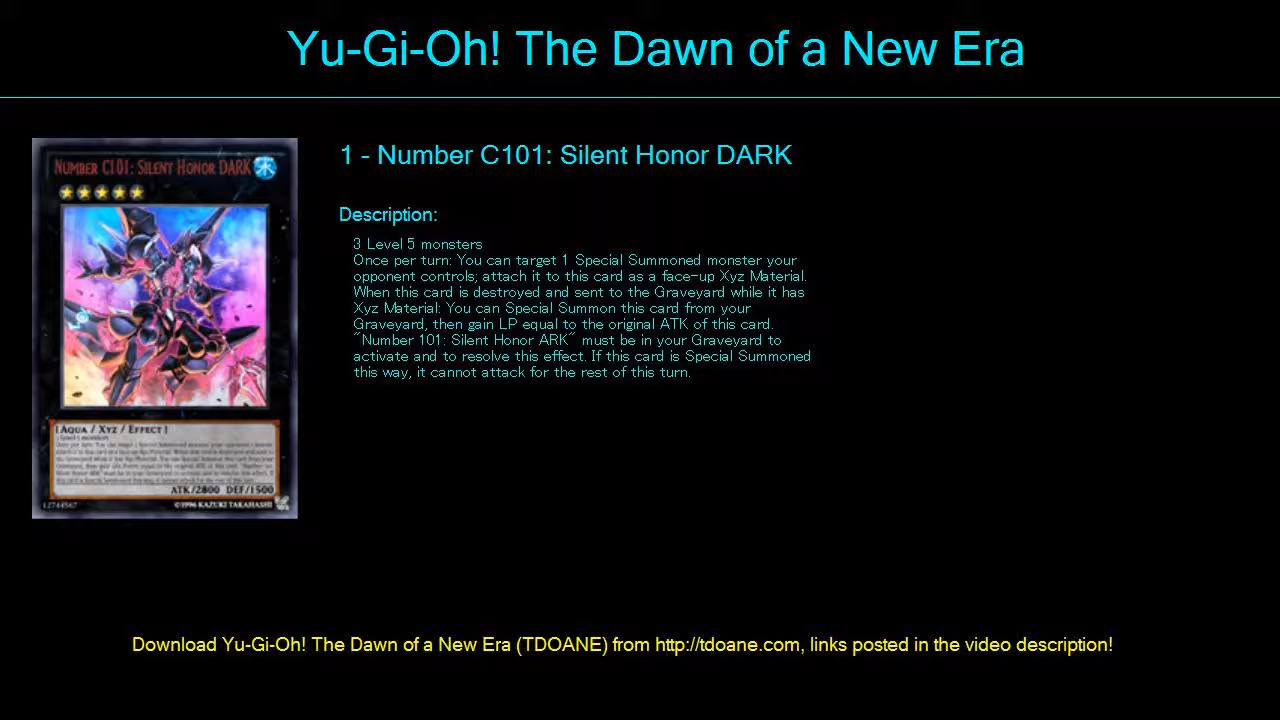 Yu-Gi-Oh! The Dawn of a New Era
NUMBER C101: SILENT HONOR DARK
水
1 - Number C101: Silent Honor DARK
Description:
3 Level 5 monsters
Once per turn: You can target 1 Special Summoned monster your
opponent controls; attach it to this card as a face-up Xyz Material.
When this card is destroyed and sent to the Graveyard while it has
Xyz Material: You can Special Summon this card from your
Graveyard, then gain LP equal to the original ATK of this card.
"Number 101: Silent Honor ARK" must be in your Graveyard to
activate and to resolve this effect. If this card is Special Summoned
this way, it cannot attack for the rest of this turn.
[AQUA / XYZ / EFFECT]
ATK/2800 DEF/1500
12744567 ©1996 KAZUKI TAKAHASHI
Download Yu-Gi-Oh! The Dawn of a New Era (TDOANE) from http://tdoane.com, links posted in the video description!